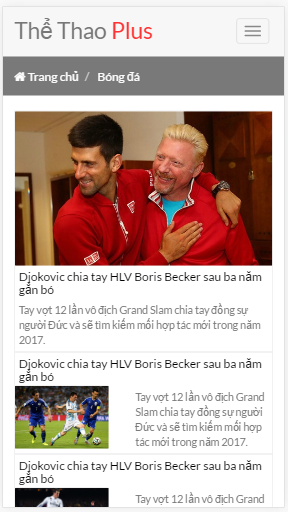 Thể Thao Plus
Trang chủ / Bóng đá
Djokovic chia tay HLV Boris Becker sau ba năm
gắn bó
Tay vợt 12 lần vô địch Grand Slam chia tay đồng sự
người Đức và sẽ tìm kiếm mối hợp tác mới trong năm
2017.
Djokovic chia tay HLV Boris Becker sau ba năm
gắn bó
Tay vợt 12 lần vô địch Grand
Slam chia tay đồng sự người
Đức và sẽ tìm kiếm mối hợp
tác mới trong năm 2017.
Djokovic chia tay HLV Boris Becker sau ba năm
gắn bó
Tay vợt 12 lần vô địch Grand